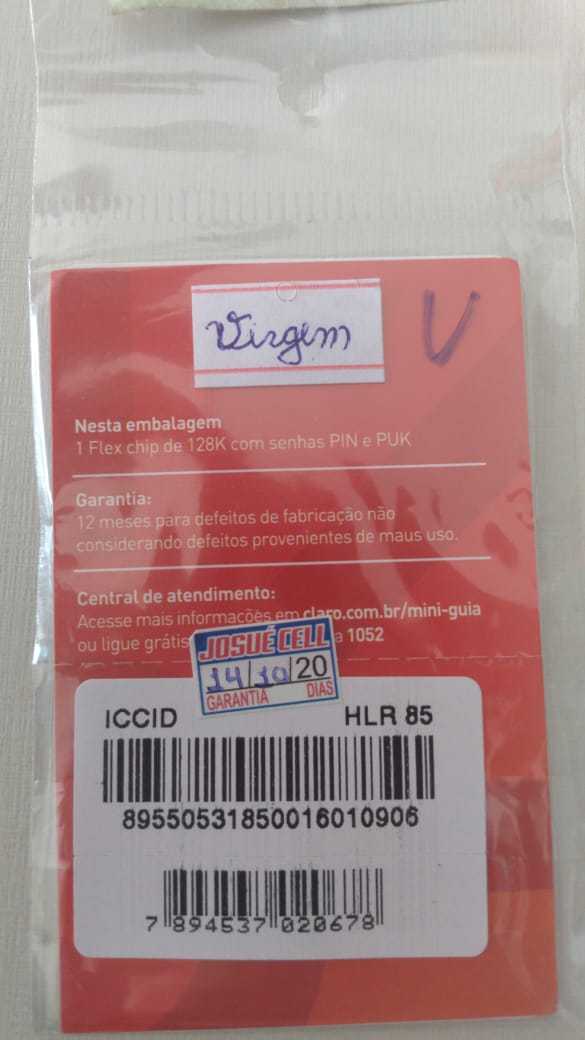 Virgem V
Nesta embalagem
1 Flex chip de 128K com senhas PIN e PUK
Garantia:
12 meses para defeitos de fabricação não
considerando defeitos provenientes de maus uso.
Central de atendimento:
Acesse mais informações em claro.com.br/mini-guia
ou ligue grátis a 1052
JOSUÉ CELL
14/10/20
GARANTIA DIAS
ICCID HLR 85
89550531850016010906
7 894537 020678